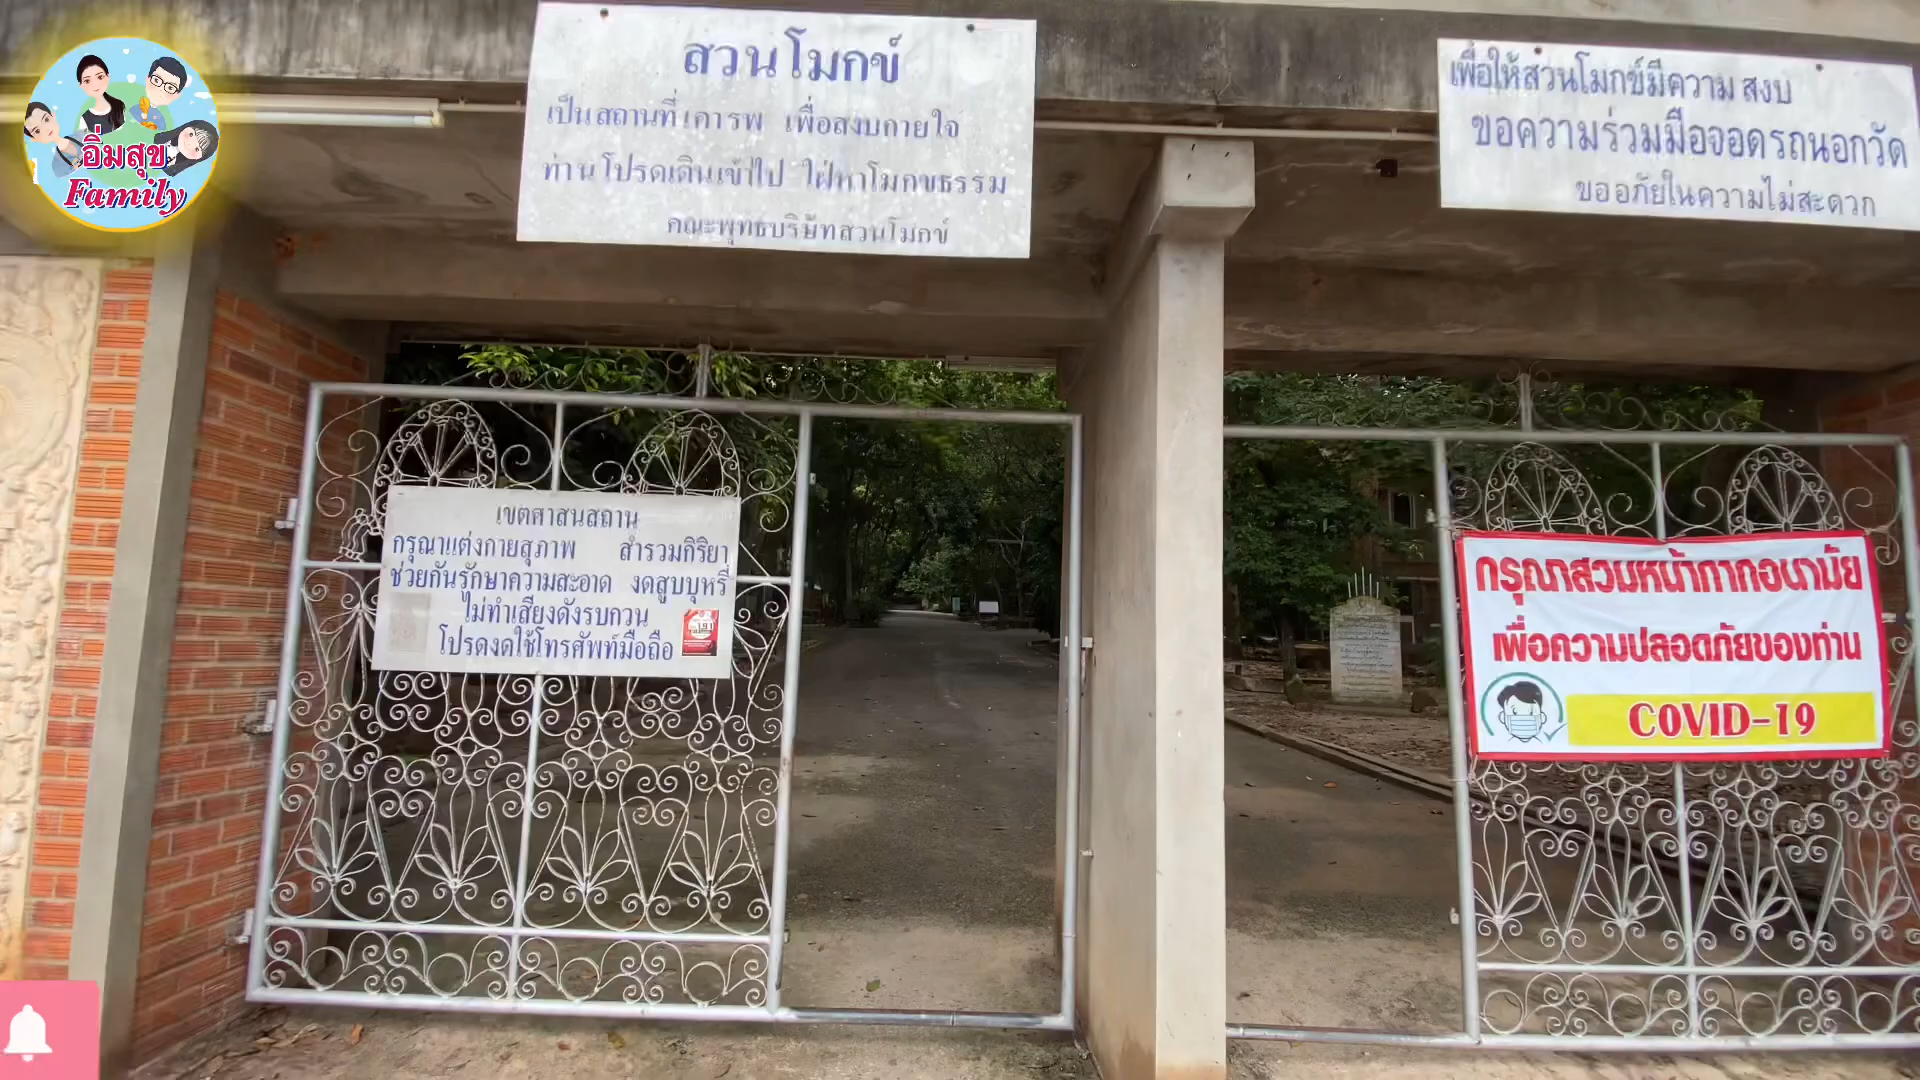 อิ่มสุข
Family
สวนโมกข์
เป็นสถานที่เคารพ เพื่อสงบกายใจ
ท่านโปรดเดินเข้าไป ใฝ่หาโมกขธรรม
คณะพุทธบริษัทสวนโมกข์
เพื่อให้สวนโมกข์มีความสงบ
ขอความร่วมมือจอดรถนอกวัด
ขออภัยในความไม่สะดวก
เขตศาสนสถาน
กรุณาแต่งกายสุภาพ สำรวมกิริยา
ช่วยกันรักษาความสะอาด งดสูบบุหรี่
ไม่ทำเสียงดังรบกวน
โปรดงดใช้โทรศัพท์มือถือ
191
กรุณาสวมหน้ากากอนามัย
เพื่อความปลอดภัยของท่าน
COVID-19